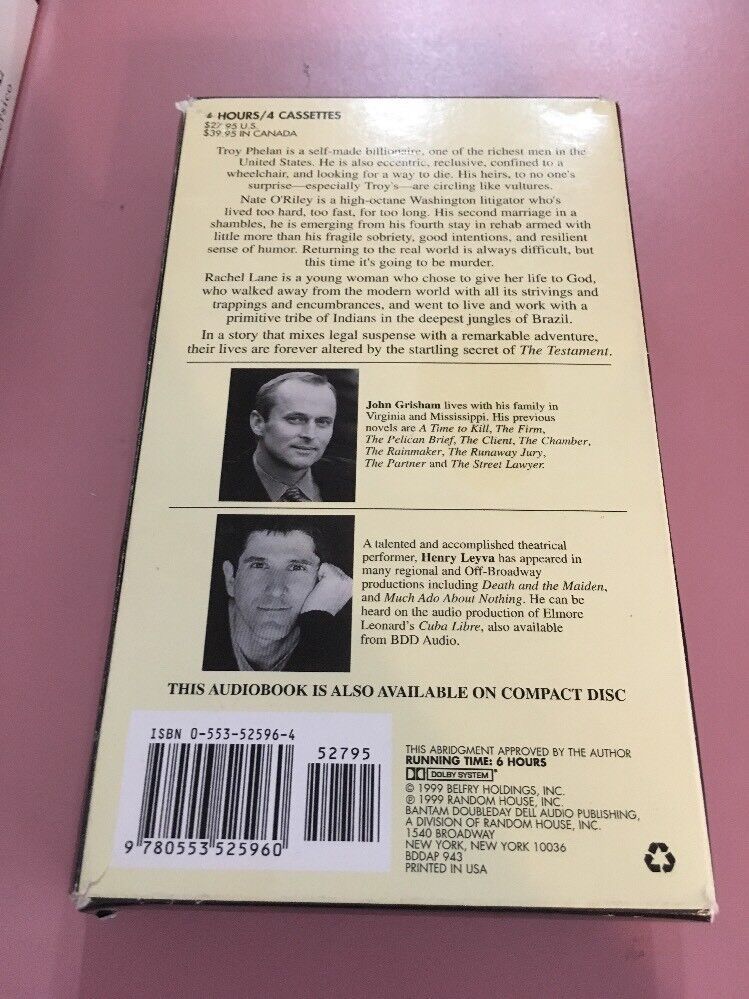 6 HOURS/4 CASSETTES
$27.95 U.S.
$39.95 IN CANADA
Troy Phelan is a self-made billionaire, one of the richest men in the
United States. He is also eccentric, reclusive, confined to a
wheelchair, and looking for a way to die. His heirs, to no one's
surprise—especially Troy's—are circling like vultures.
Nate O'Riley is a high-octane Washington litigator who's
lived too hard, too fast, for too long. His second marriage in a
shambles, he is emerging from his fourth stay in rehab armed with
little more than his fragile sobriety, good intentions, and resilient
sense of humor. Returning to the real world is always difficult, but
this time it's going to be murder.
Rachel Lane is a young woman who chose to give her life to God,
who walked away from the modern world with all its strivings and
trappings and encumbrances, and went to live and work with a
primitive tribe of Indians in the deepest jungles of Brazil.
In a story that mixes legal suspense with a remarkable adventure,
their lives are forever altered by the startling secret of The Testament.
John Grisham lives with his family in
Virginia and Mississippi. His previous
novels are A Time to Kill, The Firm,
The Pelican Brief, The Client, The Chamber,
The Rainmaker, The Runaway Jury,
The Partner and The Street Lawyer.
A talented and accomplished theatrical
performer, Henry Leyva has appeared in
many regional and Off-Broadway
productions including Death and the Maiden,
and Much Ado About Nothing. He can be
heard on the audio production of Elmore
Leonard's Cuba Libre, also available
from BDD Audio.
THIS AUDIOBOOK IS ALSO AVAILABLE ON COMPACT DISC
ISBN 0-553-52596-4
52795
9 780553 525960
THIS ABRIDGMENT APPROVED BY THE AUTHOR
RUNNING TIME: 6 HOURS
DOLBY SYSTEM
© 1999 BELFRY HOLDINGS, INC.
℗ 1999 RANDOM HOUSE, INC.
BANTAM DOUBLEDAY DELL AUDIO PUBLISHING,
A DIVISION OF RANDOM HOUSE, INC.
1540 BROADWAY
NEW YORK, NEW YORK 10036
BDDAP 943
PRINTED IN USA